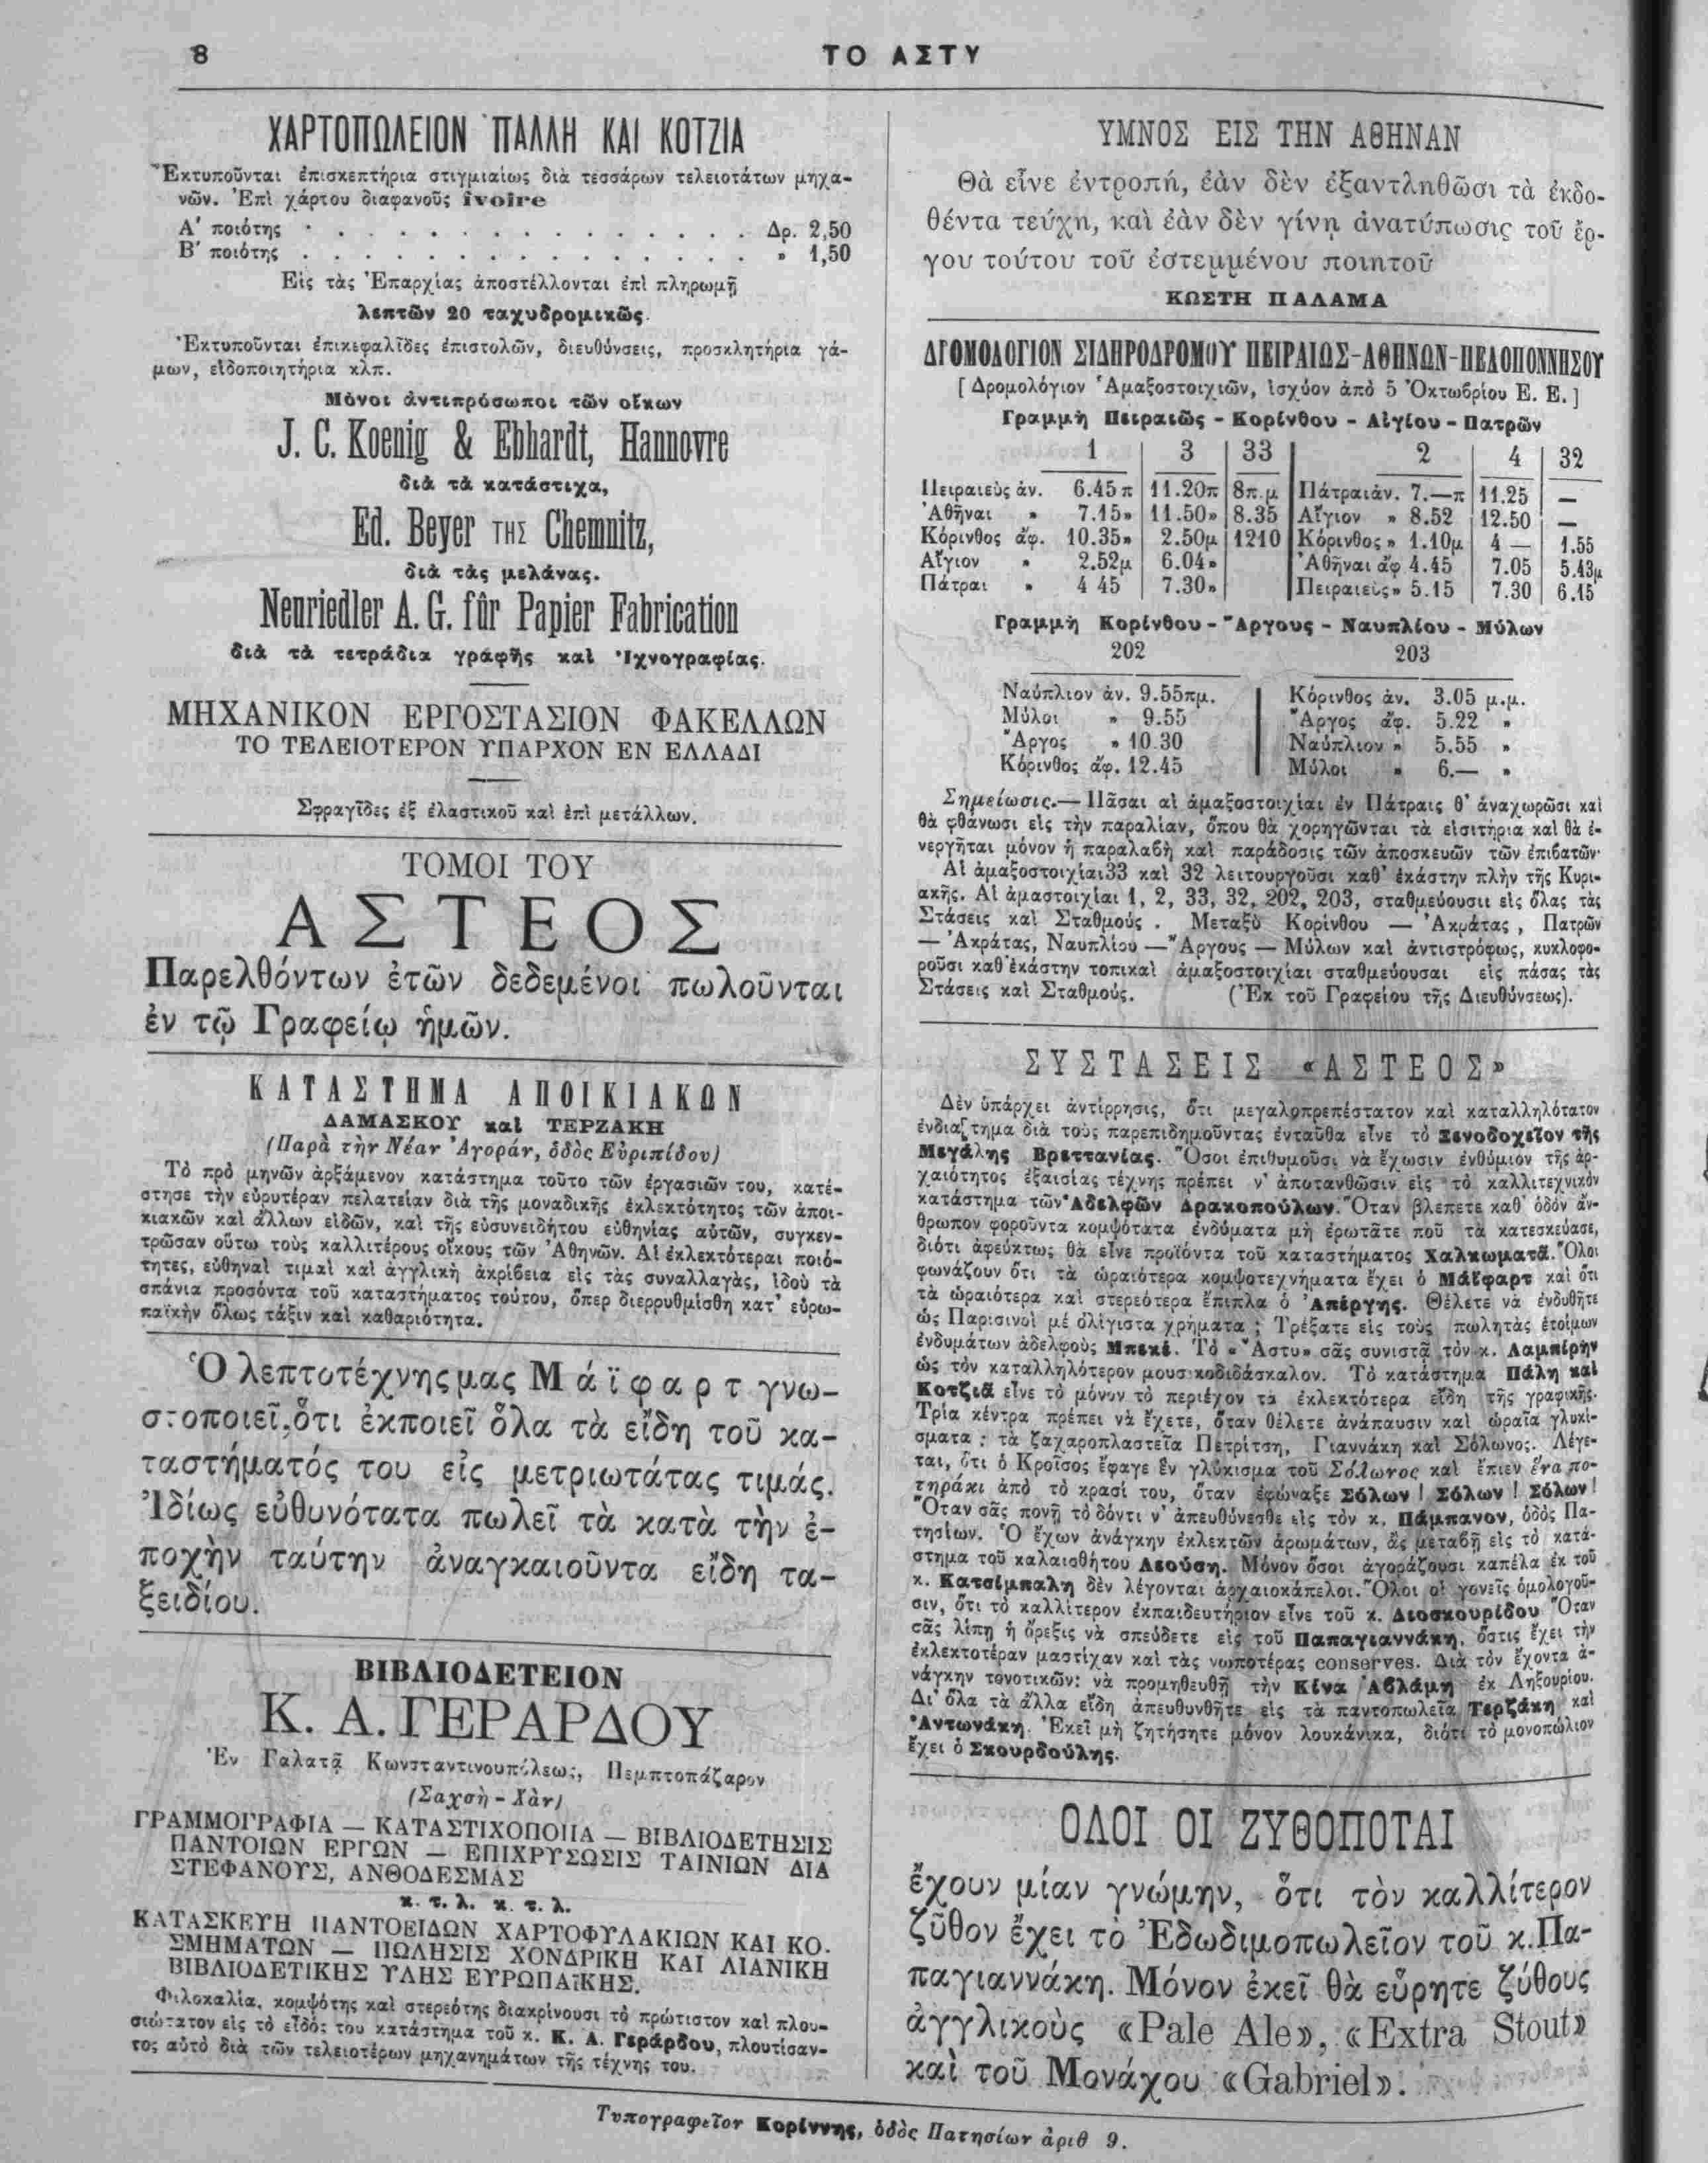 8
ΤΟ ΑΣΤΥ
ΧΑΡΤΟΠΩΛΕΙΟΝ ΠΑΛΛΗ ΚΑΙ ΚΟΤΖΙΑ
Ἐκτυποῦνται ἐπισκεπτήρια στιγμιαίως διὰ τεσσάρων τελειοτάτων μηχα-
νῶν. Ἐπὶ χάρτου διαφανοῦς ivoire
Α' ποιότης . . . . . . . . . . . . . . Δρ. 2,50
Β' ποιότης . . . . . . . . . . . . . . » 1,50
Εἰς τὰς Ἐπαρχίας ἀποστέλλονται ἐπὶ πληρωμῇ
λεπτῶν 20 ταχυδρομικῶς.
Ἐκτυποῦνται ἐπικεφαλίδες ἐπιστολῶν, διευθύνσεις, προσκλητήρια γά-
μων, εἰδοποιητήρια κλπ.
Μόνοι ἀντιπρόσωποι τῶν οἴκων
J. C. Koenig & Ebhardt, Hannovre
διὰ τὰ κατάστιχα,
Ed. Beyer ΤΗΣ Chemnitz,
διὰ τὰς μελάνας.
Neuriedler A. G. fûr Papier Fabrication
διὰ τὰ τετράδια γραφῆς καὶ Ἰχνογραφίας.
ΜΗΧΑΝΙΚΟΝ ΕΡΓΟΣΤΑΣΙΟΝ ΦΑΚΕΛΛΩΝ
ΤΟ ΤΕΛΕΙΟΤΕΡΟΝ ΥΠΑΡΧΟΝ ΕΝ ΕΛΛΑΔΙ
Σφραγῖδες ἐξ ἐλαστικοῦ καὶ ἐπὶ μετάλλων.
ΤΟΜΟΙ ΤΟΥ
ΑΣΤΕΟΣ
Παρελθόντων ἐτῶν δεδεμένοι πωλοῦνται
ἐν τῷ Γραφείῳ ἡμῶν.
ΚΑΤΑΣΤΗΜΑ ΑΠΟΙΚΙΑΚΩΝ
ΔΑΜΑΣΚΟΥ καὶ ΤΕΡΖΑΚΗ
(Παρὰ τὴν Νέαν Ἀγοράν, ὁδὸς Εὐριπίδου)
Τὸ πρὸ μηνῶν ἀρξάμενον κατάστημα τοῦτο τῶν ἐργασιῶν του, κατέ-
στησε τὴν εὐρυτέραν πελατείαν διὰ τῆς μοναδικῆς ἐκλεκτότητος τῶν ἀποι-
κιακῶν καὶ ἄλλων εἰδῶν, καὶ τῆς εὐσυνειδήτου εὐθηνίας αὐτῶν, συγκεν-
τρῶσαν οὕτω τοὺς καλλιτέρους οἴκους τῶν Ἀθηνῶν. Αἱ ἐκλεκτότεραι ποιό-
τητες, εὐθηναὶ τιμαὶ καὶ ἀγγλικὴ ἀκρίβεια εἰς τὰς συναλλαγὰς, ἰδοὺ τὰ
σπάνια προσόντα τοῦ καταστήματος τούτου, ὅπερ διερρυθμίσθη κατ' εὐρω-
παϊκὴν ὅλως τάξιν καὶ καθαριότητα.
Ὁ λεπτοτέχνης μας Μάϊφαρτ γνω-
στοποιεῖ, ὅτι ἐκποιεῖ ὅλα τὰ εἴδη τοῦ κα-
ταστήματός του εἰς μετριωτάτας τιμάς.
Ἰδίως εὐθυνότατα πωλεῖ τὰ κατὰ τὴν ἐ-
ποχὴν ταύτην ἀναγκαιοῦντα εἴδη τα-
ξειδίου.
ΒΙΒΛΙΟΔΕΤΕΙΟΝ
Κ. Α. ΓΕΡΑΡΔΟΥ
Ἐν Γαλατᾷ Κωνσταντινουπόλεως, Πεμπτοπάζαρον
(Σαχσὴ - Χὰν)
ΓΡΑΜΜΟΓΡΑΦΙΑ — ΚΑΤΑΣΤΙΧΟΠΟΙΙΑ — ΒΙΒΛΙΟΔΕΤΗΣΙΣ
ΠΑΝΤΟΙΩΝ ΕΡΓΩΝ — ΕΠΙΧΡΥΣΩΣΙΣ ΤΑΙΝΙΩΝ ΔΙΑ
ΣΤΕΦΑΝΟΥΣ, ΑΝΘΟΔΕΣΜΑΣ
κ. τ. λ. κ. τ. λ.
ΚΑΤΑΣΚΕΥΗ ΠΑΝΤΟΕΙΔΩΝ ΧΑΡΤΟΦΥΛΑΚΙΩΝ ΚΑΙ ΚΟ-
ΣΜΗΜΑΤΩΝ — ΠΩΛΗΣΙΣ ΧΟΝΔΡΙΚΗ ΚΑΙ ΛΙΑΝΙΚΗ
ΒΙΒΛΙΟΔΕΤΙΚΗΣ ΥΛΗΣ ΕΥΡΩΠΑΪΚΗΣ.
Φιλοκαλία, κομψότης καὶ στερεότης διακρίνουσι τὸ πρώτιστον καὶ πλου-
σιώτατον εἰς τὸ εἶδός του κατάστημα τοῦ κ. Κ. Α. Γεράρδου, πλουτίσαν-
τος αὐτὸ διὰ τῶν τελειοτέρων μηχανημάτων τῆς τέχνης του.
ΥΜΝΟΣ ΕΙΣ ΤΗΝ ΑΘΗΝΑΝ
Θὰ εἶνε ἐντροπή, ἐὰν δὲν ἐξαντληθῶσι τὰ ἐκδο-
θέντα τεύχη, καὶ ἐὰν δὲν γίνῃ ἀνατύπωσις τοῦ ἔρ-
γου τούτου τοῦ ἐστεμμένου ποιητοῦ
ΚΩΣΤΗ ΠΑΛΑΜΑ
ΔΡΟΜΟΛΟΓΙΟΝ ΣΙΔΗΡΟΔΡΟΜΟΥ ΠΕΙΡΑΙΩΣ-ΑΘΗΝΩΝ-ΠΕΛΟΠΟΝΝΗΣΟΥ
[Δρομολόγιον Ἁμαξοστοιχιῶν, ἰσχύον ἀπὸ 5 Ὀκτωβρίου Ε. Ε.]
Γραμμὴ Πειραιῶς - Κορίνθου - Αἰγίου - Πατρῶν
1 3 33 2 4 32
Πειραιεὺς ἀν. 6.45π 11.20π 8π.μ Πάτραι ἀν. 7.—π 11.25 —
Ἀθῆναι » 7.15» 11.50» 8.35 Αἴγιον » 8.52 12.50 —
Κόρινθος ἀφ. 10.35» 2.50μ 1210 Κόρινθος » 1.10μ 4 — 1.55
Αἴγιον » 2.52μ 6.04» Ἀθῆναι ἀφ 4.45 7.05 5.43μ
Πάτραι » 4 45 7.30» Πειραιεὺς» 5.15 7.30 6.15
Γραμμὴ Κορίνθου - Ἄργους - Ναυπλίου - Μύλων
202 203
Ναύπλιον ἀν. 9.55πμ. Κόρινθος ἀν. 3.05 μ.μ.
Μύλοι » 9.55 Ἄργος ἀφ. 5.22 »
Ἄργος » 10.30 Ναύπλιον » 5.55 »
Κόρινθος ἀφ. 12.45 Μύλοι » 6.— »
Σημείωσις.— Πᾶσαι αἱ ἁμαξοστοιχίαι ἐν Πάτραις θ' ἀναχωρῶσι καὶ
θὰ φθάνωσι εἰς τὴν παραλίαν, ὅπου θὰ χορηγῶνται τὰ εἰσιτήρια καὶ θὰ ἐ-
νεργῆται μόνον ἡ παραλαβὴ καὶ παράδοσις τῶν ἀποσκευῶν τῶν ἐπιβατῶν·
Αἱ ἁμαξοστοιχίαι 33 καὶ 32 λειτουργοῦσι καθ' ἑκάστην πλὴν τῆς Κυρι-
ακῆς. Αἱ ἁμαστοιχίαι 1, 2, 33, 32, 202, 203, σταθμεύουσιι εἰς ὅλας τὰς
Στάσεις καὶ Σταθμούς. Μεταξὺ Κορίνθου — Ἀκράτας, Πατρῶν
— Ἀκράτας, Ναυπλίου — Ἄργους — Μύλων καὶ ἀντιστρόφως, κυκλοφο-
ροῦσι καθ' ἑκάστην τοπικαὶ ἁμαξοστοιχίαι σταθμεύουσαι εἰς πάσας τὰς
Στάσεις καὶ Σταθμούς. (Ἐκ τοῦ Γραφείου τῆς Διευθύνσεως).
ΣΥΣΤΑΣΕΙΣ «ΑΣΤΕΟΣ»
Δὲν ὑπάρχει ἀντίρρησις, ὅτι μεγαλοπρεπέστατον καὶ καταλληλότατον
ἐνδιαίτημα διὰ τοὺς παρεπιδημοῦντας ἐνταῦθα εἶνε τὸ Ξενοδοχεῖον τῆς
Μεγάλης Βρεττανίας. Ὅσοι ἐπιθυμοῦσι νὰ ἔχωσιν ἐνθύμιον τῆς ἀρ-
χαιότητος ἐξαισίας τέχνης πρέπει ν' ἀποτανθῶσιν εἰς τὸ καλλιτεχνικὸν
κατάστημα τῶν Ἀδελφῶν Δρακοπούλων. Ὅταν βλέπετε καθ' ὁδόν ἄν-
θρωπον φοροῦντα κομψότατα ἐνδύματα μὴ ἐρωτᾶτε ποῦ τὰ κατεσκεύασε,
διότι ἀφεύκτως θὰ εἶνε προϊόντα τοῦ καταστήματος Χαλκωματᾶ. Ὅλοι
φωνάζουν ὅτι τὰ ὡραιότερα κομψοτεχνήματα ἔχει ὁ Μάϊφαρτ καὶ ὅτι
τὰ ὡραιότερα καὶ στερεότερα ἔπιπλα ὁ Ἀπέργης. Θέλετε νὰ ἐνδυθῆτε
ὡς Παρισινοὶ μὲ ὀλίγιστα χρήματα ; Τρέξατε εἰς τοὺς πωλητὰς ἑτοίμων
ἐνδυμάτων ἀδελφοὺς Μπεκέ. Τὸ «Ἄστυ» σᾶς συνιστᾷ τὸν κ. Λαμπίρην
ὡς τὸν καταλληλότερον μουσικοδιδάσκαλον. Τὸ κατάστημα Πάλη καὶ
Κοτζιᾶ εἶνε τὸ μόνον τὸ περιέχον τὰ ἐκλεκτότερα εἴδη τῆς γραφικῆς.
Τρία κέντρα πρέπει νὰ ἔχετε, ὅταν θέλετε ἀνάπαυσιν καὶ ὡραῖα γλυκί-
σματα : τὰ ζαχαροπλαστεῖα Πετρίτση, Γιαννάκη καὶ Σόλωνος. Λέγε-
ται, ὅτι ὁ Κροῖσος ἔφαγε ἓν γλύκισμα τοῦ Σόλωνος καὶ ἔπιεν ἕνα πο-
τηράκι ἀπὸ τὸ κρασί του, ὅταν ἐφώναξε Σόλων ! Σόλων ! Σόλων !
Ὅταν σᾶς πονῇ τὸ δόντι ν' ἀπευθύνεσθε εἰς τὸν κ. Πάμπανον, ὁδὸς Πα-
τησίων. Ὁ ἔχων ἀνάγκην ἐκλεκτῶν ἀρωμάτων, ἂς μεταβῇ εἰς τὸ κατά-
στημα τοῦ καλαισθήτου Λεούση. Μόνον ὅσοι ἀγοράζουσι καπέλα ἐκ τοῦ
κ. Κατσίμπαλη δὲν λέγονται ἀρχαιοκάπελοι. Ὅλοι οἱ γονεῖς ὁμολογοῦ-
σιν, ὅτι τὸ καλλίτερον ἐκπαιδευτήριον εἶνε τοῦ κ. Διοσκουρίδου Ὅταν
σᾶς λίπῃ ἡ ὄρεξις νὰ σπεύδετε εἰς τοῦ Παπαγιαννάκη, ὅστις ἔχει τὴν
ἐκλεκτοτέραν μαστίχαν καὶ τὰς νωποτέρας conserves. Διὰ τὸν ἔχοντα ἀ-
νάγκην τονοτικῶν: νὰ προμηθευθῇ τὴν Κίνα Ἀβλάμη ἐκ Ληξουρίου.
Δι' ὅλα τὰ ἄλλα εἴδη ἀπευθυνθῆτε εἰς τὰ παντοπωλεῖα Τερζάκη καὶ
Ἀντωνάκη. Ἐκεῖ μὴ ζητήσητε μόνον λουκάνικα, διότι τὸ μονοπώλιον
ἔχει ὁ Σκουρδούλης.
ΟΛΟΙ ΟΙ ΖΥΘΟΠΟΤΑΙ
ἔχουν μίαν γνώμην, ὅτι τὸν καλλίτερον
ζῦθον ἔχει τὸ Ἐδωδιμοπωλεῖον τοῦ κ. Πα-
παγιαννάκη. Μόνον ἐκεῖ θὰ εὕρητε ζύθους
ἀγγλικοὺς «Pale Ale», «Extra Stout»
καὶ τοῦ Μονάχου «Gabriel».
Τυπογραφεῖον Κορίννης, ὁδὸς Πατησίων ἀριθ 9.